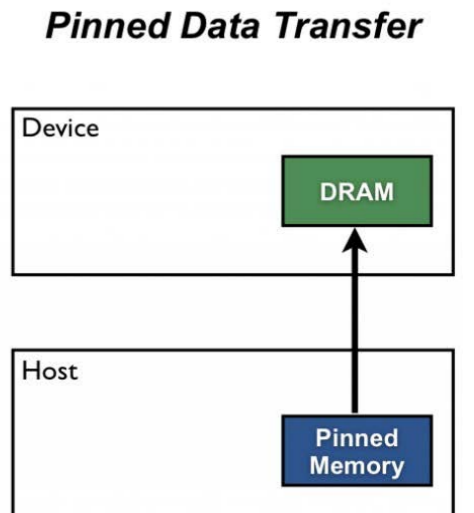 Pinned Data Transfer
Device
DRAM
Host
Pinned
Memory